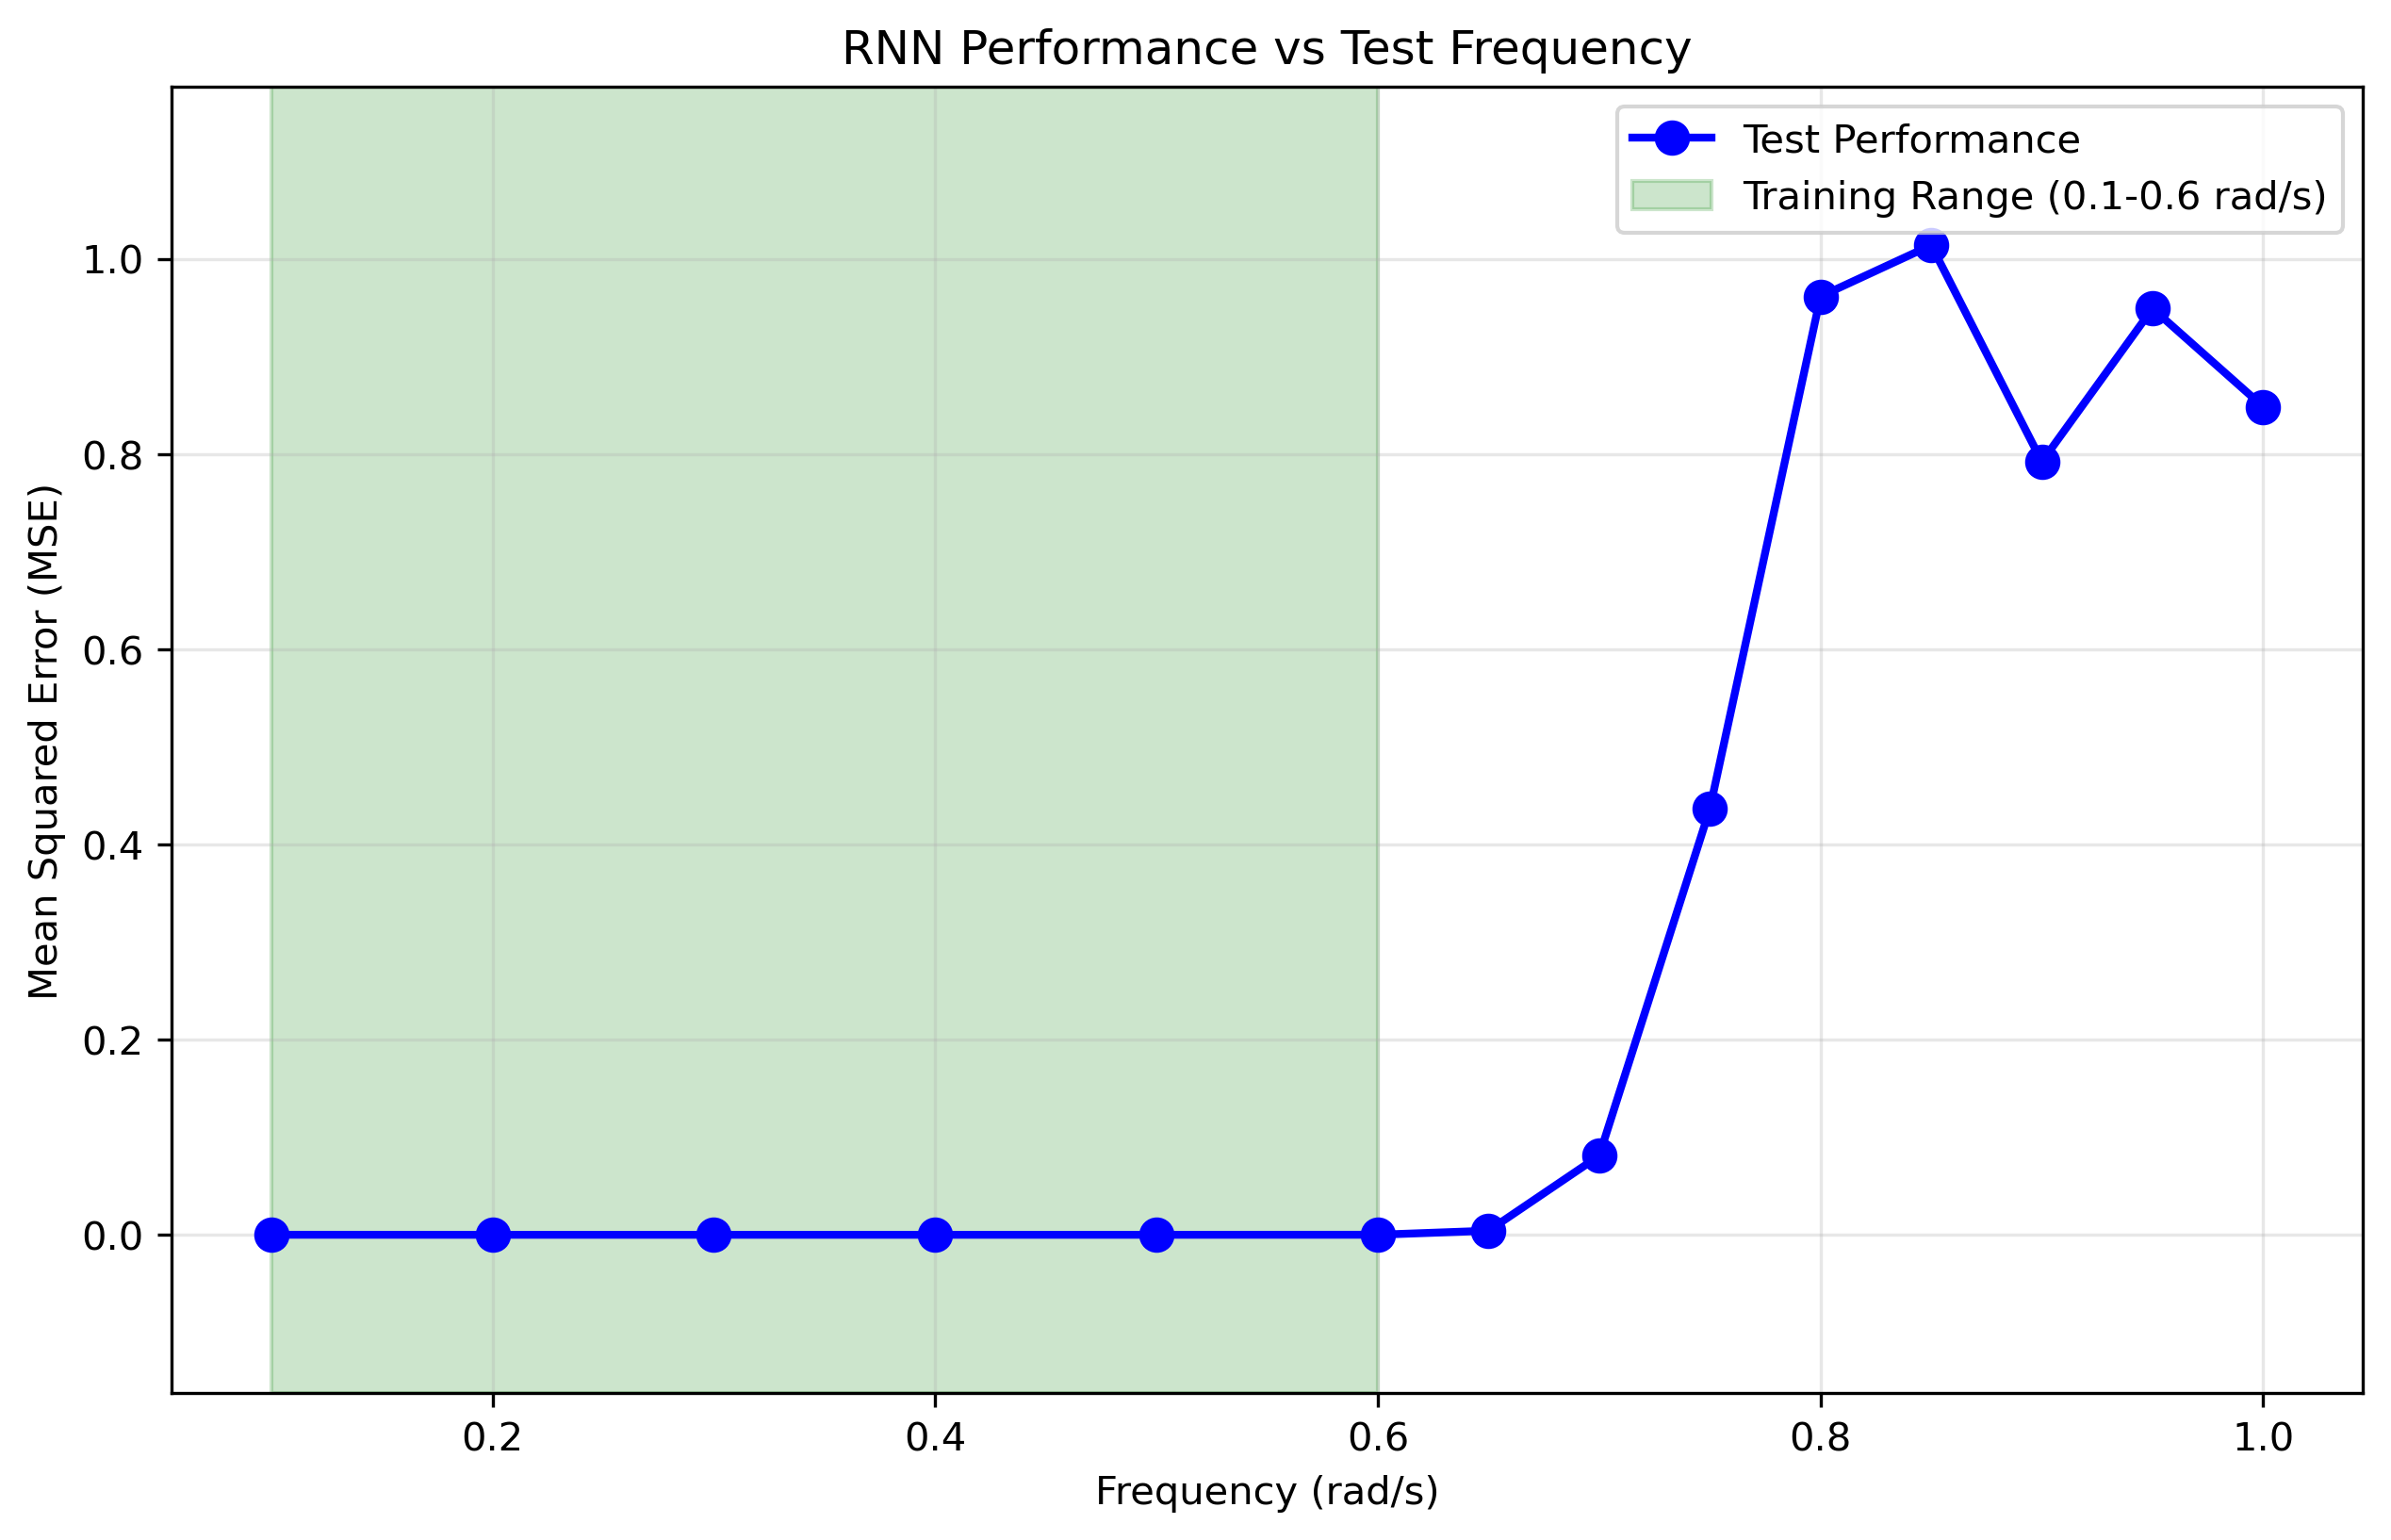 RNN Performance vs Test Frequency
Test Performance
Training Range (0.1-0.6 rad/s)
Mean Squared Error (MSE)
1.0
0.8
0.6
0.4
0.2
0.0
0.2
0.4
0.6
0.8
1.0
Frequency (rad/s)